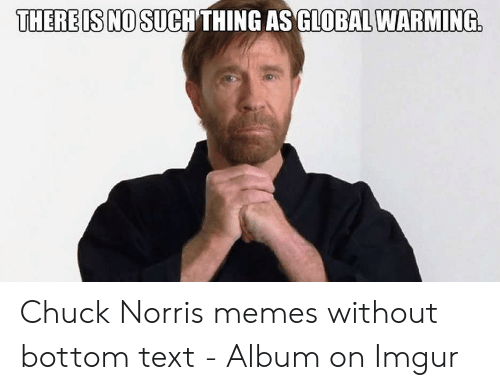 THERE IS NO SUCH THING AS GLOBAL WARMING.
Chuck Norris memes without
bottom text - Album on Imgur